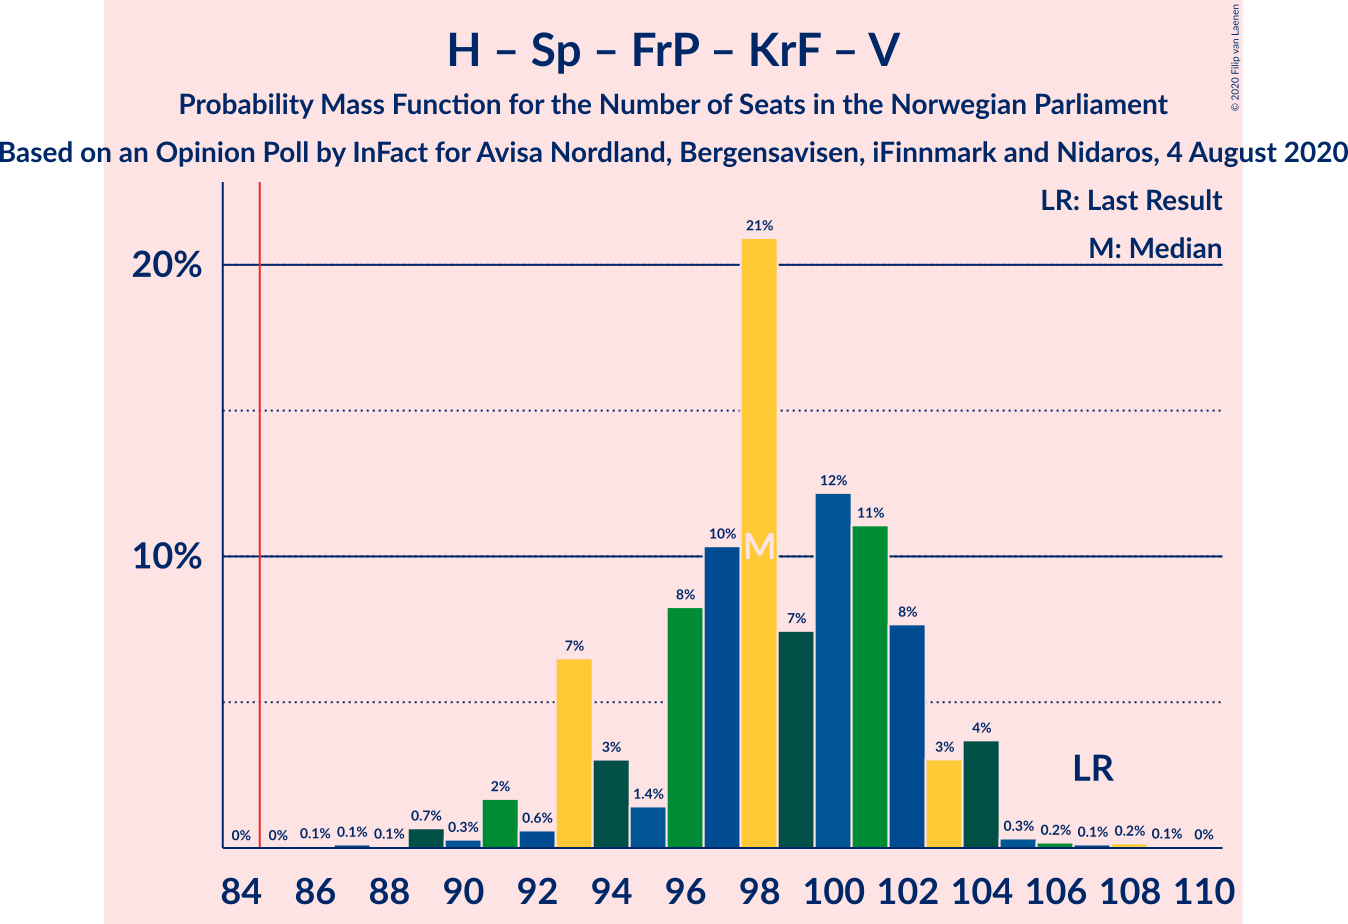 H – Sp – FrP – KrF – V
Probability Mass Function for the Number of Seats in the Norwegian Parliament
Based on an Opinion Poll by InFact for Avisa Nordland, Bergensavisen, iFinnmark and Nidaros, 4 August 2020
© 2020 Filip van Laenen
LR: Last Result
M: Median
20%
10%
0% 0% 0.1% 0.1% 0.1% 0.7% 0.3% 2% 0.6% 7% 3% 1.4% 8% 10% 21% 7% 12% 11% 8% 3% 4% 0.3% 0.2% 0.1% 0.2% 0.1% 0%
M
LR
84 86 88 90 92 94 96 98 100 102 104 106 108 110